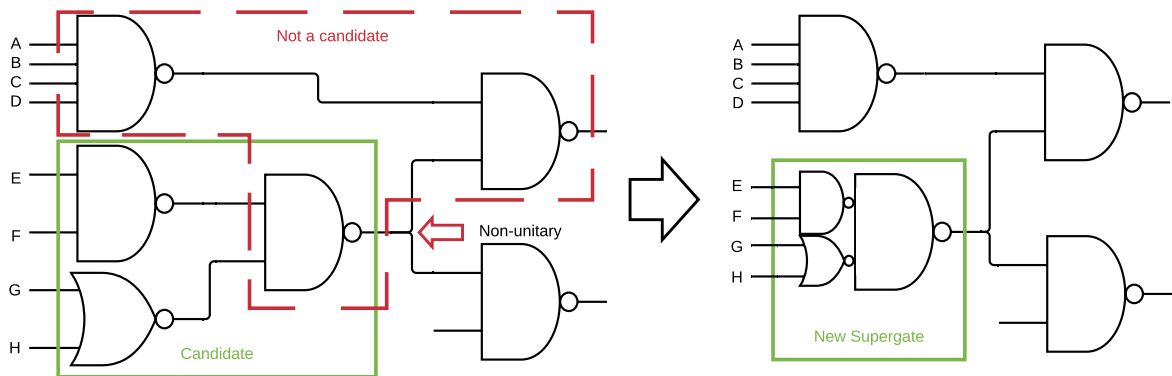 Not a candidate
A
B
C
D
E
F
G
H
Non-unitary
Candidate
A
B
C
D
E
F
G
H
New Supergate